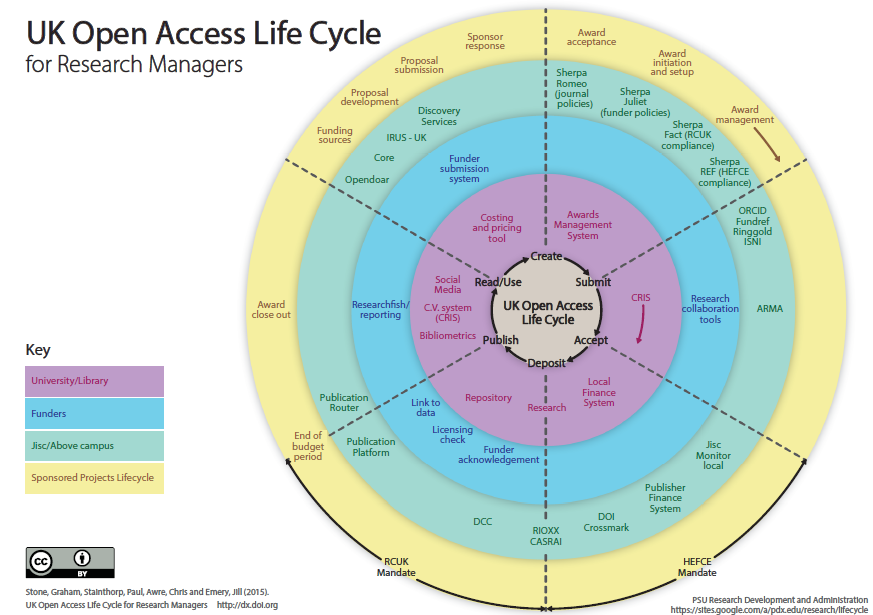 UK Open Access Life Cycle
for Research Managers
Sponsor
response
Award
acceptance
Proposal
submission
Award
initiation
and setup
Proposal
development
Award
management
Funding
sources
Sherpa
Romeo
(journal
policies)
Sherpa
Juliet
(funder policies)
Sherpa
Fact (RCUK
compliance)
Sherpa
REF (HEFCE
compliance)
Discovery
Services
IRUS - UK
Core
Opendoar
ORCID
Fundref
Ringgold
ISNI
Funder
submission
system
Costing
and pricing
tool
Awards
Management
System
Create
Read/Use
Submit
UK Open Access
Life Cycle
Publish
Accept
Deposit
Social
Media
C.V. system
(CRIS)
Bibliometrics
CRIS
Researchfish/
reporting
Research
collaboration
tools
ARMA
Award
close out
Repository
Research
Local
Finance
System
Link to
data
Licensing
check
Funder
acknowledgement
Publication
Router
Publication
Platform
End of
budget
period
Jisc
Monitor
local
Publisher
Finance
System
DOI
Crossmark
DCC
RIOXX
CASRAI
RCUK
Mandate
HEFCE
Mandate
Key
University/Library
Funders
Jisc/Above campus
Sponsored Projects Lifecycle
cc
BY
Stone, Graham, Stainthorp, Paul, Awre, Chris and Emery, Jill (2015).
UK Open Access Life Cycle for Research Managers http://dx.doi.org
PSU Research Development and Administration
https://sites.google.com/a/pdx.edu/research/lifecycle